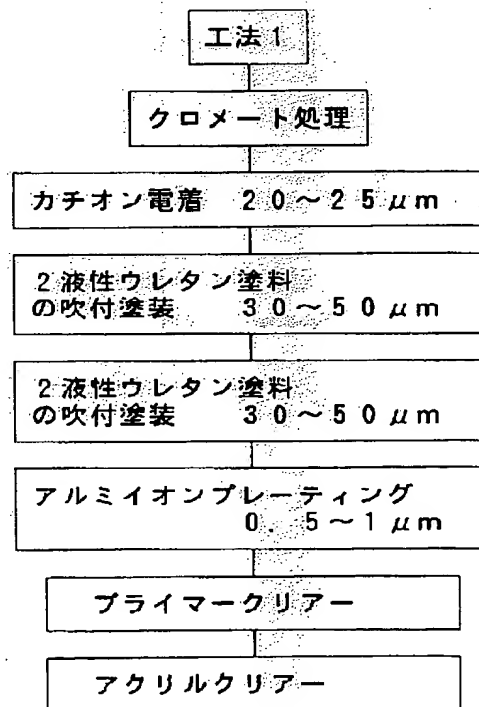 工法1
クロメート処理
カチオン電着 20～25μm
2液性ウレタン塗料
の吹付塗装 30～50μm
2液性ウレタン塗料
の吹付塗装 30～50μm
アルミイオンプレーティング
0.5～1μm
プライマークリアー
アクリルクリアー